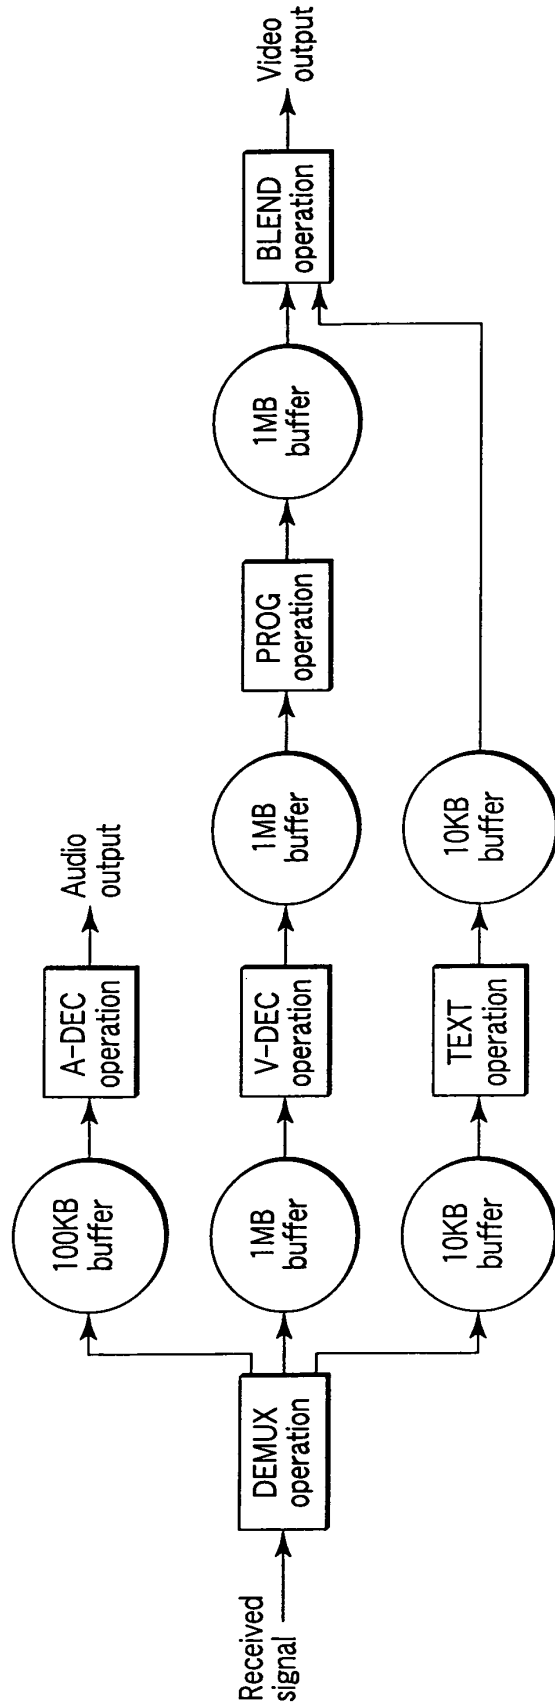 Received
signal
DEMUX
operation
100KB
buffer
A-DEC
operation
Audio
output
1MB
buffer
V-DEC
operation
1MB
buffer
PROG
operation
1MB
buffer
BLEND
operation
Video
output
10KB
buffer
TEXT
operation
10KB
buffer